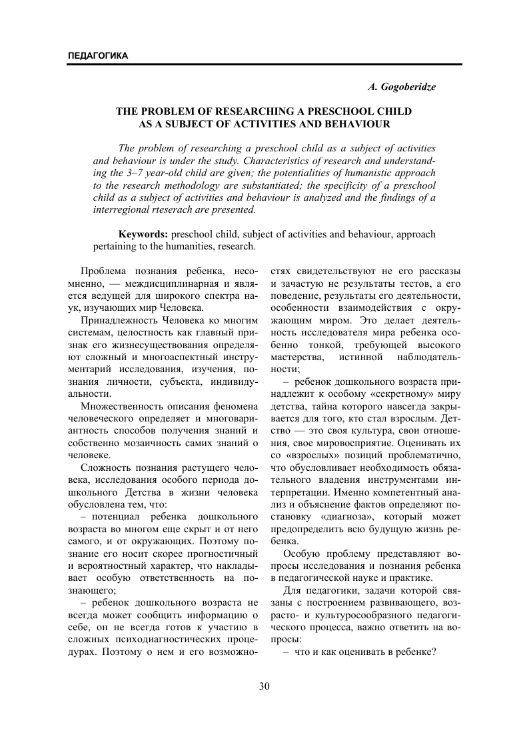 ПЕДАГОГИКА
A. Gogoberidze
THE PROBLEM OF RESEARCHING A PRESCHOOL CHILD
AS A SUBJECT OF ACTIVITIES AND BEHAVIOUR
The problem of researching a preschool child as a subject of activities
and behaviour is under the study. Characteristics of research and understand-
ing the 3–7 year-old child are given; the potentialities of humanistic approach
to the research methodology are substantiated; the specificity of a preschool
child as a subject of activities and behaviour is analyzed and the findings of a
interregional rteserach are presented.
Keywords: preschool child, subject of activities and behaviour, approach
pertaining to the humanities, research.
Проблема познания ребенка, несо-
мненно, — междисциплинарная и явля-
ется ведущей для широкого спектра на-
ук, изучающих мир Человека.
Принадлежность Человека ко многим
системам, целостность как главный при-
знак его жизнесуществования определя-
ют сложный и многоаспектный инстру-
ментарий исследования, изучения, по-
знания личности, субъекта, индивиду-
альности.
Множественность описания феномена
человеческого определяет и многовари-
антность способов получения знаний и
собственно мозаичность самих знаний о
человеке.
Сложность познания растущего чело-
века, исследования особого периода до-
школьного Детства в жизни человека
обусловлена тем, что:
– потенциал ребенка дошкольного
возраста во многом еще скрыт и от него
самого, и от окружающих. Поэтому по-
знание его носит скорее прогностичный
и вероятностный характер, что наклады-
вает особую ответственность на по-
знающего;
– ребенок дошкольного возраста не
всегда может сообщить информацию о
себе, он не всегда готов к участию в
сложных психодиагностических проце-
дурах. Поэтому о нем и его возможно-
стях свидетельствуют не его рассказы
и зачастую не результаты тестов, а его
поведение, результаты его деятельности,
особенности взаимодействия с окру-
жающим миром. Это делает деятель-
ность исследователя мира ребенка осо-
бенно тонкой, требующей высокого
мастерства, истинной наблюдатель-
ности;
– ребенок дошкольного возраста при-
надлежит к особому «секретному» миру
детства, тайна которого навсегда закры-
вается для того, кто стал взрослым. Дет-
ство — это своя культура, свои отноше-
ния, свое мировосприятие. Оценивать их
со «взрослых» позиций проблематично,
что обусловливает необходимость обяза-
тельного владения инструментами ин-
терпретации. Именно компетентный ана-
лиз и объяснение фактов определяют по-
становку «диагноза», который может
предопределить всю будущую жизнь ре-
бенка.
Особую проблему представляют во-
просы исследования и познания ребенка
в педагогической науке и практике.
Для педагогики, задачи которой свя-
заны с построением развивающего, воз-
расто- и культуросообразного педагоги-
ческого процесса, важно ответить на во-
просы:
– что и как оценивать в ребенке?
30